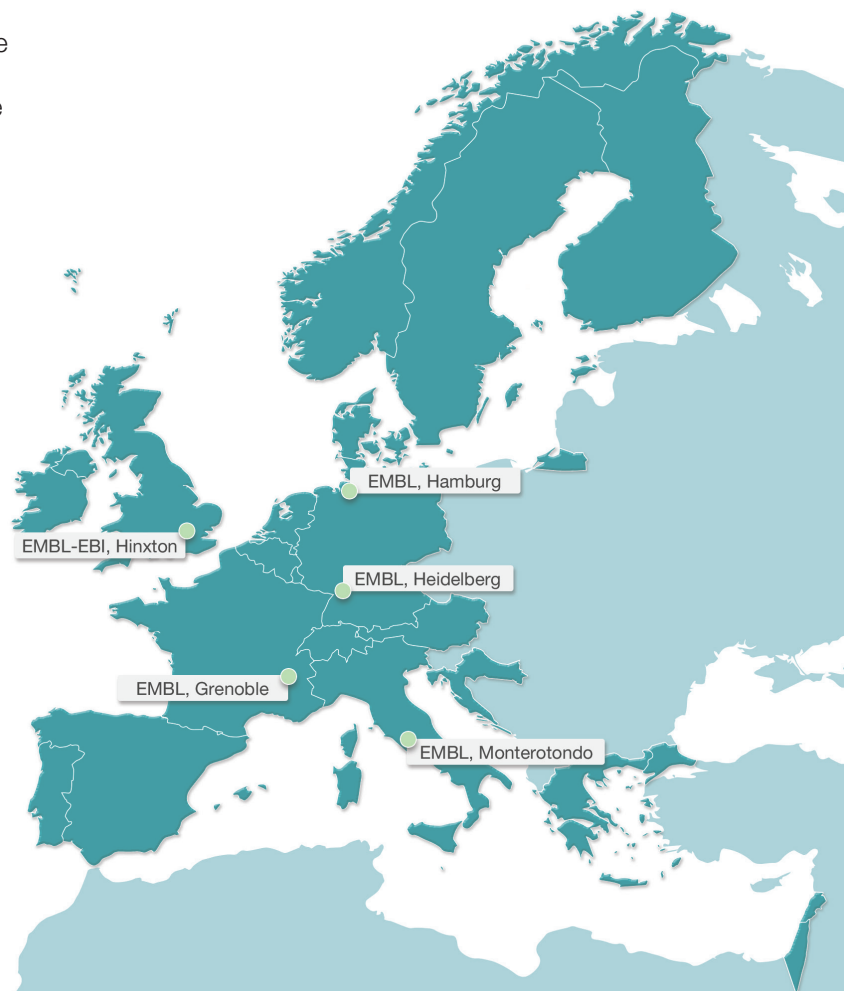 e
e
EMBL, Hamburg
EMBL-EBI, Hinxton
EMBL, Heidelberg
EMBL, Grenoble
EMBL, Monterotondo